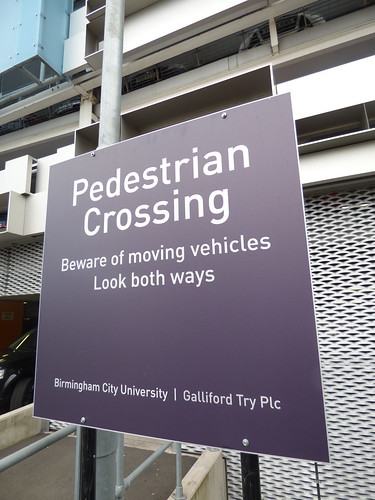 Pedestrian
Crossing
Beware of moving vehicles
Look both ways
Birmingham City University | Galliford Try Plc